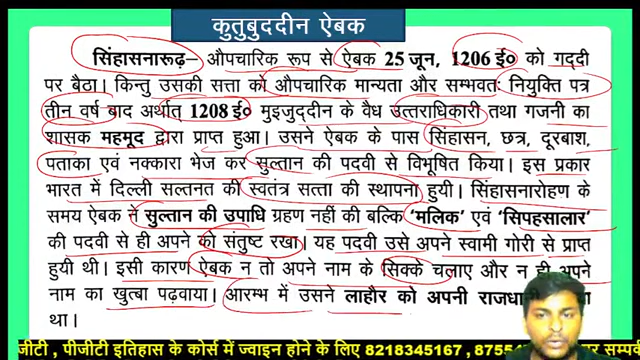 कुतुबुददीन ऐबक
सिंहासनारूढ़– औपचारिक रूप से ऐबक 25 जून, 1206 ई० को गद्दी
पर बैठा। किन्तु उसकी सत्ता को औपचारिक मान्यता और सम्भवतः नियुक्ति पत्र
तीन वर्ष बाद अर्थात् 1208 ई० मुइजुददीन के वैध उत्तराधिकारी तथा गजनी का
शासक महमूद द्वारा प्राप्त हुआ। उसने ऐबक के पास सिंहासन, छत्र, दूरबाश,
पताका एवं नक्कारा भेज कर सुल्तान की पदवी से विभूषित किया। इस प्रकार
भारत में दिल्ली सल्तनत की स्वतंत्र सत्ता की स्थापना हुयी। सिंहासनारोहण के
समय ऐबक ने सुल्तान की उपाधि ग्रहण नहीं की बल्कि 'मलिक' एवं 'सिपहसालार'
की पदवी से ही अपने को संतुष्ट रखा। यह पदवी उसे अपने स्वामी गोरी से प्राप्त
हुयी थी। इसी कारण ऐबक न तो अपने नाम के सिक्के चलाए और न ही अपने
नाम का खुत्बा पढ़वाया। आरम्भ में उसने लाहौर को अपनी
था।
पीजीटी इतिहास के कोर्स में ज्वाइन होने के लिए 8218345167 ,